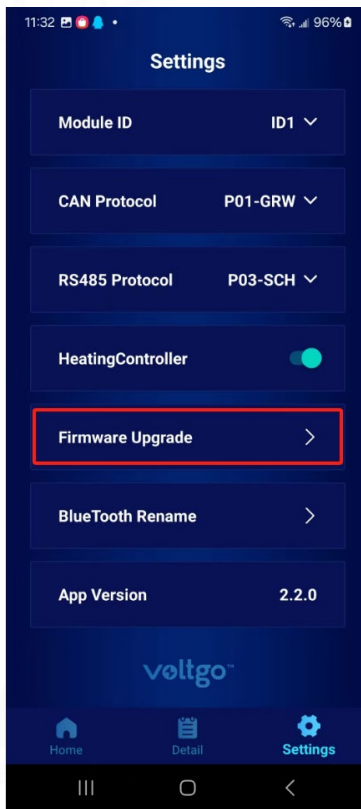 11:32 96%
Settings
Module ID ID1
CAN Protocol P01-GRW
RS485 Protocol P03-SCH
HeatingController
Firmware Upgrade
BlueTooth Rename
App Version 2.2.0
voltgo™
Home Detail Settings